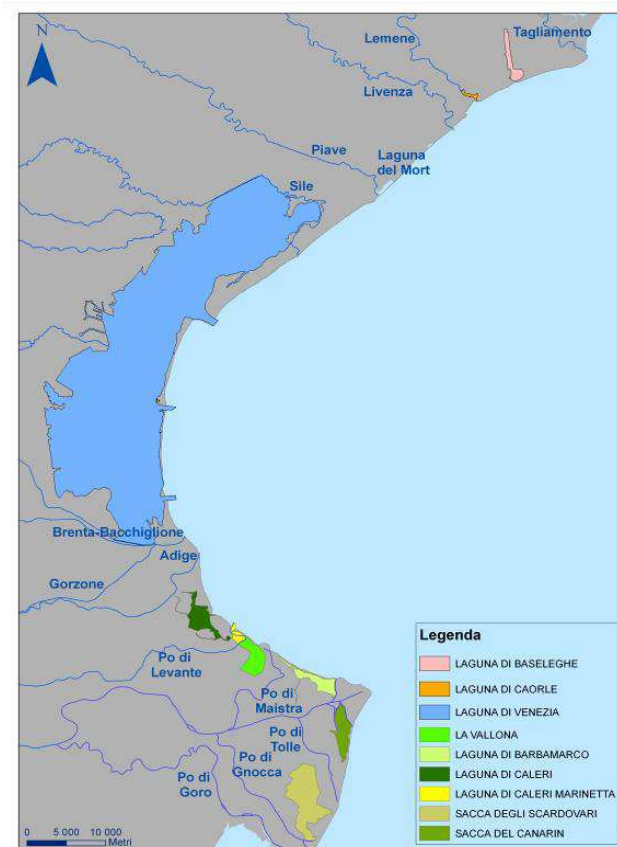 N
Tagliamento
Lemene
Livenza
Piave
Laguna
del Mort
Sile
Brenta-Bacchiglione
Adige
Gorzone
Po di
Levante
Po di
Maistra
Po di
Tolle
Po di
Gnocca
Po di
Goro
Legenda
LAGUNA DI BASELEGHE
LAGUNA DI CAORLE
LAGUNA DI VENEZIA
LA VALLONA
LAGUNA DI BARBAMARCO
LAGUNA DI CALERI
LAGUNA DI CALERI MARINETTA
SACCA DEGLI SCARDOVARI
SACCA DEL CANARIN
0 5 000 10 000
Metri